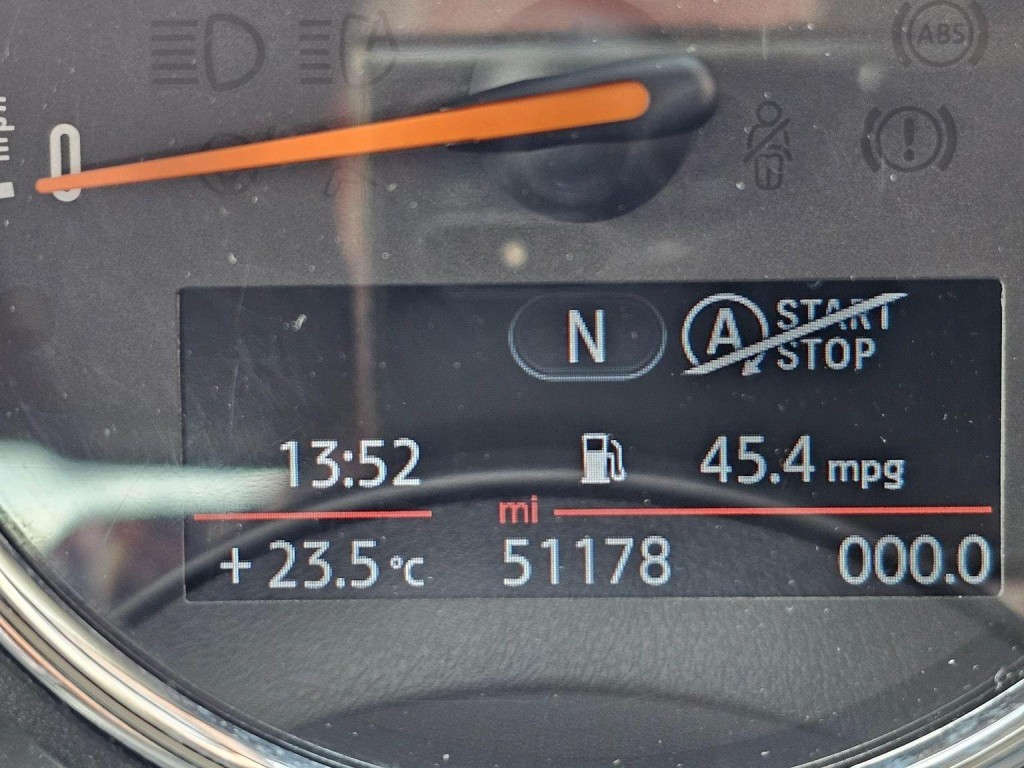 ABS
mph
0
N
A START
STOP
13:52 45.4 mpg
mi
+23.5°C 51178 000.0